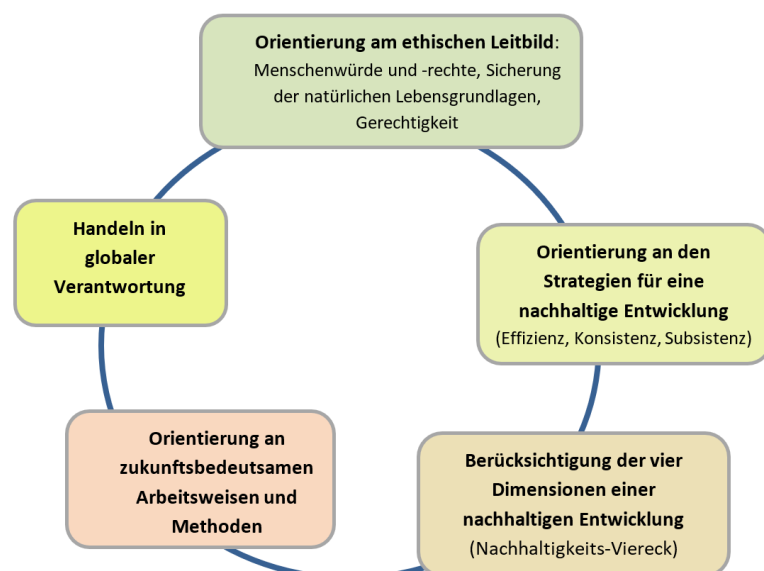 Orientierung am ethischen Leitbild:
Menschenwürde und -rechte, Sicherung
der natürlichen Lebensgrundlagen,
Gerechtigkeit
Orientierung an den
Strategien für eine
nachhaltige Entwicklung
(Effizienz, Konsistenz, Subsistenz)
Berücksichtigung der vier
Dimensionen einer
nachhaltigen Entwicklung
(Nachhaltigkeits-Viereck)
Orientierung an
zukunftsbedeutsamen
Arbeitsweisen und
Methoden
Handeln in
globaler
Verantwortung